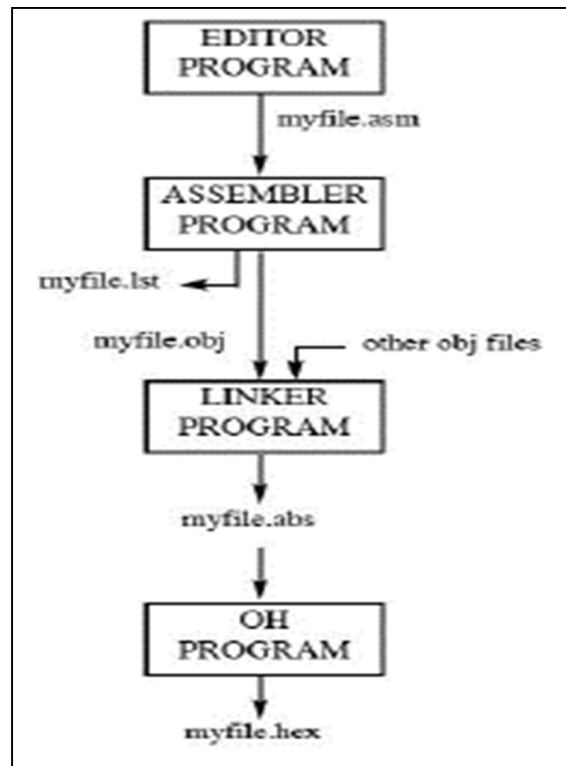 EDITOR
PROGRAM
myfile.asm
ASSEMBLER
PROGRAM
myfile.lst
myfile.obj
other obj files
LINKER
PROGRAM
myfile.abs
OH
PROGRAM
myfile.hex